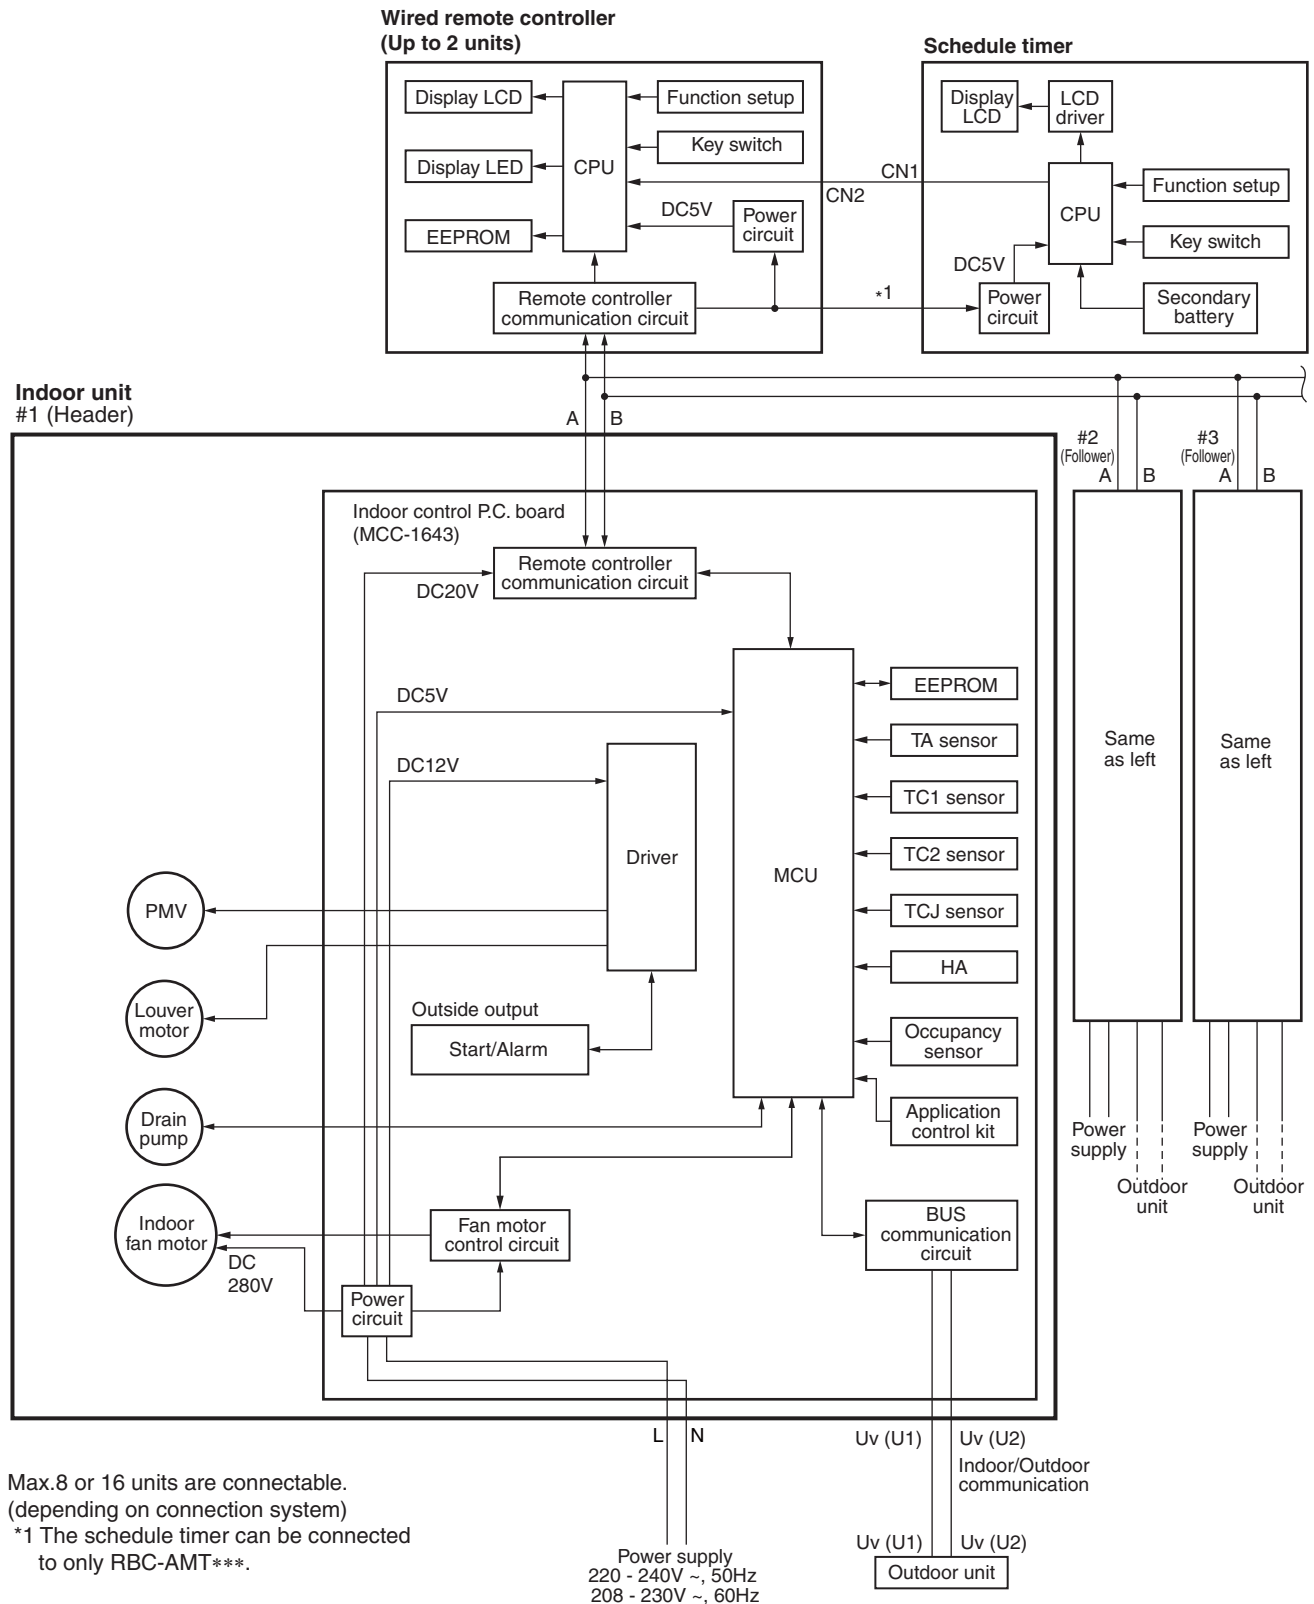 Wired remote controller
(Up to 2 units)
Schedule timer
Display LCD
CPU
Function setup
Key switch
Display LED
EEPROM
DC5V
Power
circuit
Remote controller
communication circuit
CN1
CN2
*1
Display
LCD
LCD
driver
CPU
Function setup
Key switch
DC5V
Power
circuit
Secondary
battery
Indoor unit
#1 (Header)
A
B
#2
(Follower)
A
B
#3
(Follower)
A
B
Indoor control P.C. board
(MCC-1643)
Remote controller
communication circuit
DC20V
DC5V
DC12V
Driver
MCU
EEPROM
TA sensor
TC1 sensor
TC2 sensor
TCJ sensor
HA
Occupancy
sensor
Application
control kit
Same
as left
Same
as left
PMV
Louver
motor
Outside output
Start/Alarm
Drain
pump
Indoor
fan motor
DC
280V
Fan motor
control circuit
Power
circuit
BUS
communication
circuit
Power
supply
Outdoor
unit
Power
supply
Outdoor
unit
L
N
Uv (U1)
Uv (U2)
Indoor/Outdoor
communication
Uv (U1)
Uv (U2)
Outdoor unit
Power supply
220 - 240V ~, 50Hz
208 - 230V ~, 60Hz
Max.8 or 16 units are connectable.
(depending on connection system)
*1 The schedule timer can be connected
to only RBC-AMT***.